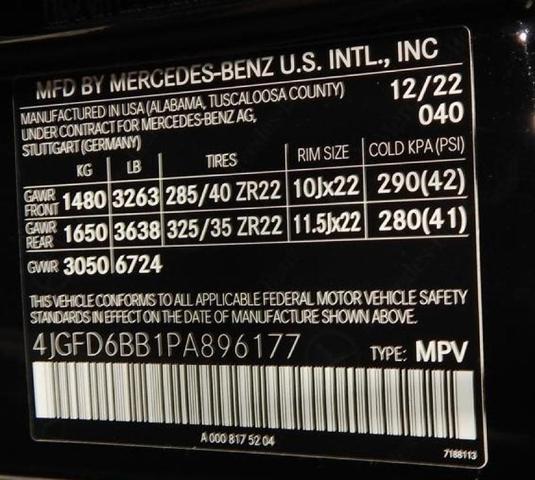 MFD BY MERCEDES-BENZ U.S. INTL., INC
MANUFACTURED IN USA (ALABAMA, TUSCALOOSA COUNTY) 12/22
UNDER CONTRACT FOR MERCEDES-BENZ AG, 040
STUTTGART (GERMANY)
KG LB TIRES RIM SIZE COLD KPA (PSI)
GAWR FRONT 1480 3263 285/40 ZR22 10Jx22 290(42)
GAWR REAR 1650 3638 325/35 ZR22 11.5Jx22 280(41)
GVWR 3050 6724
THIS VEHICLE CONFORMS TO ALL APPLICABLE FEDERAL MOTOR VEHICLE SAFETY
STANDARDS IN EFFECT ON THE DATE OF MANUFACTURE SHOWN ABOVE.
4JGFD6BB1PA896177 TYPE: MPV
A 000 817 52 04
7188113